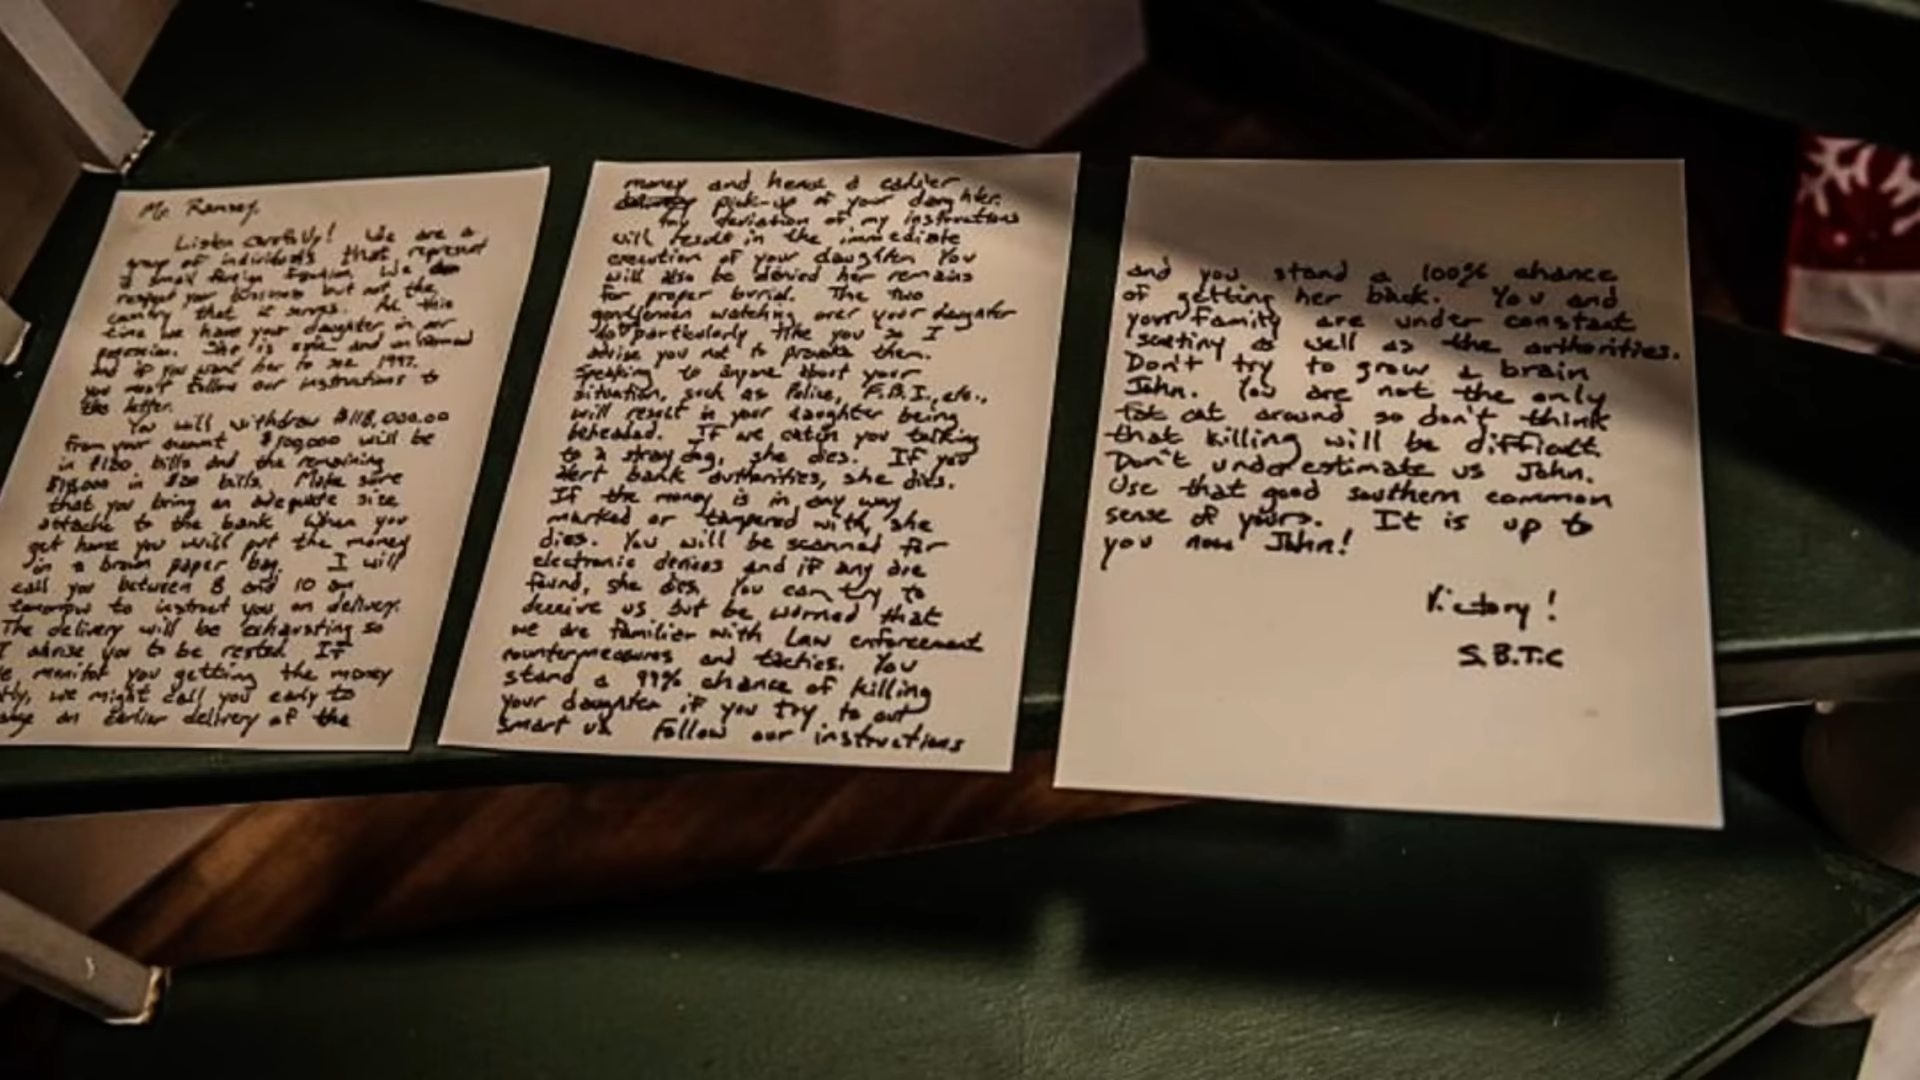 Mr. Ramsey,
Listen carefully! We are a
group of individuals that represent
a small foreign faction. We don
respect your business but not the
country that it serves. At this
time we have your daughter in our
possession. She is safe and unharmed
and if you want her to see 1997,
you must follow our instructions to
the letter.
You will withdraw $118,000.00
from your account. $100,000 will be
in $100 bills and the remaining
$18,000 in $20 bills. Make sure
that you bring an adequate size
attache to the bank. When you
get home you will put the money
in a brown paper bag. I will
call you between 8 and 10 am
tomorrow to instruct you on delivery.
The delivery will be exhausting so
I advise you to be rested. If
monitor you getting the money
we might call you early to
an earlier delivery of the
money and hence a earlier
delivery pick-up of your daughter.
Any deviation of my instructions
will result in the immediate
execution of your daughter. You
will also be denied her remains
for proper burial. The two
gentlemen watching over your daughter
do particularly like you so I
advise you not to provoke them.
Speaking to anyone about your
situation, such as Police, F.B.I., etc.,
will result in your daughter being
beheaded. If we catch you talking
to a stray dog, she dies. If you
alert bank authorities, she dies.
If the money is in any way
marked or tampered with, she
dies. You will be scanned for
electronic devices and if any are
found, she dies. You can try to
deceive us but be warned that
we are familiar with Law enforcement
countermeasures and tactics. You
stand a 99% chance of killing
your daughter if you try to out
smart us. Follow our instructions
and you stand a 100% chance
of getting her back. You and
your family are under constant
scutiny as well as the authorities.
Don't try to grow a brain
John. You are not the only
fat cat around so don't think
that killing will be difficult.
Don't underestimate us John.
Use that good southern common
sense of yours. It is up to
you now John!
Victory!
S.B.T.C